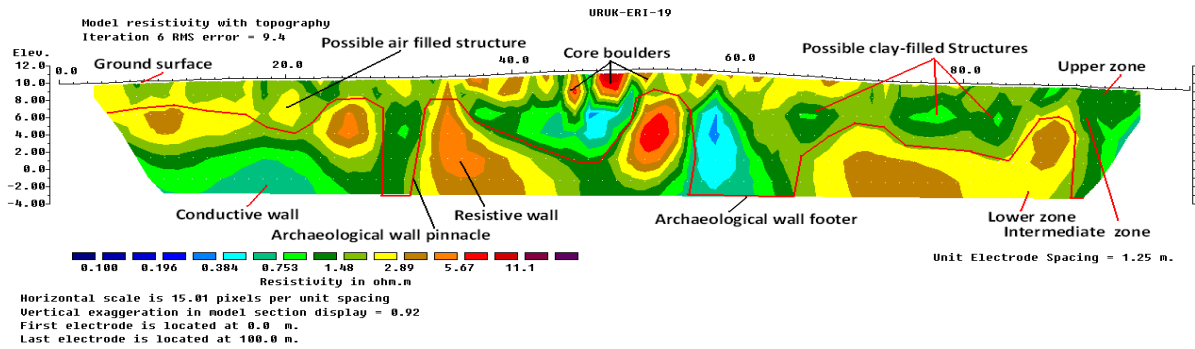 URUK-ERI-19
Model resistivity with topography
Iteration 6 RMS error = 9.4
Possible air filled structure
Core boulders
Possible clay-filled Structures
Elev.
Ground surface
Upper zone
12.0
10.0
8.00
6.00
4.00
2.00
0.0
-2.00
-4.00
0.0
20.0
40.0
60.0
80.0
Conductive wall
Resistive wall
Archaeological wall footer
Lower zone
Archaeological wall pinnacle
Intermediate zone
0.100 0.196 0.384 0.753 1.48 2.89 5.67 11.1
Resistivity in ohm.m
Unit Electrode Spacing = 1.25 m.
Horizontal scale is 15.01 pixels per unit spacing
Vertical exaggeration in model section display = 0.92
First electrode is located at 0.0 m.
Last electrode is located at 100.0 m.